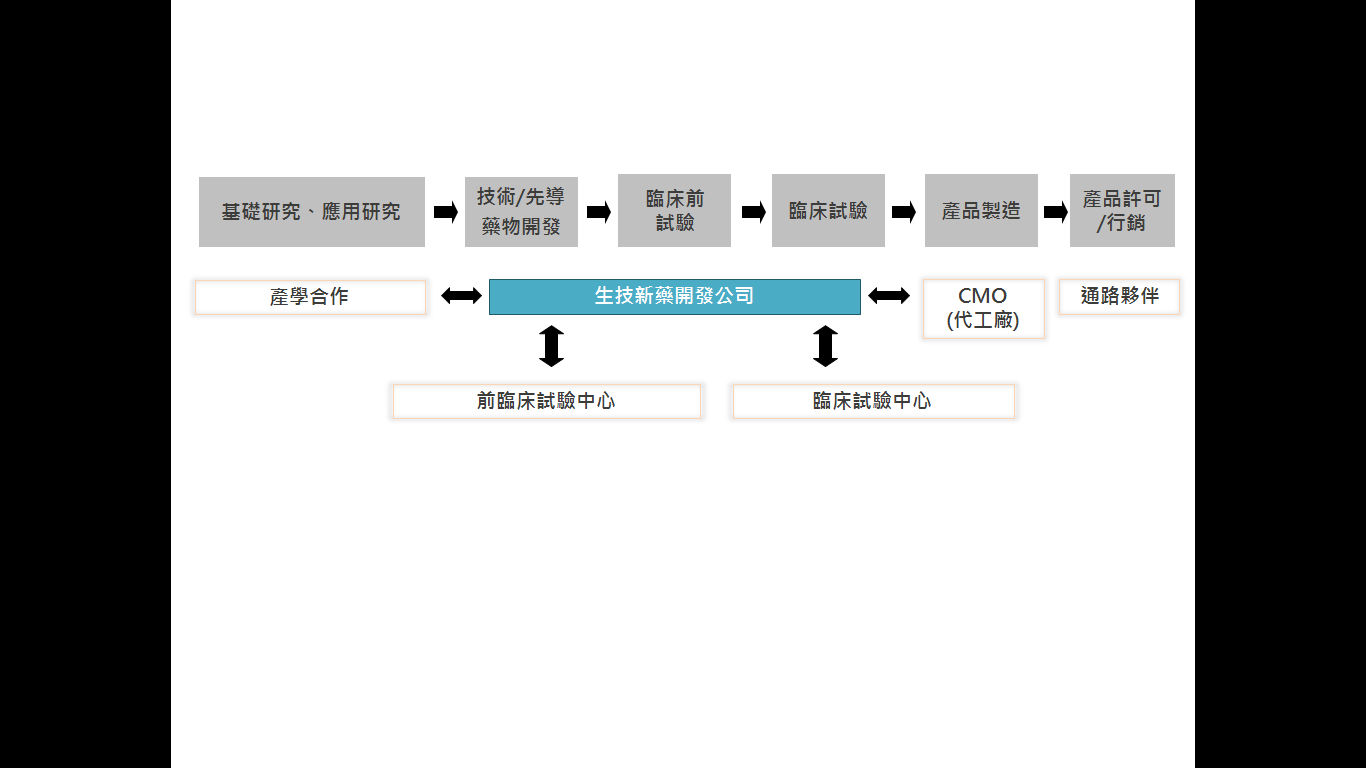 基礎研究、應用研究
技術/先導
藥物開發
臨床前
試驗
臨床試驗
產品製造
產品許可
/行銷
產學合作
生技新藥開發公司
CMO
(代工廠)
通路夥伴
前臨床試驗中心
臨床試驗中心